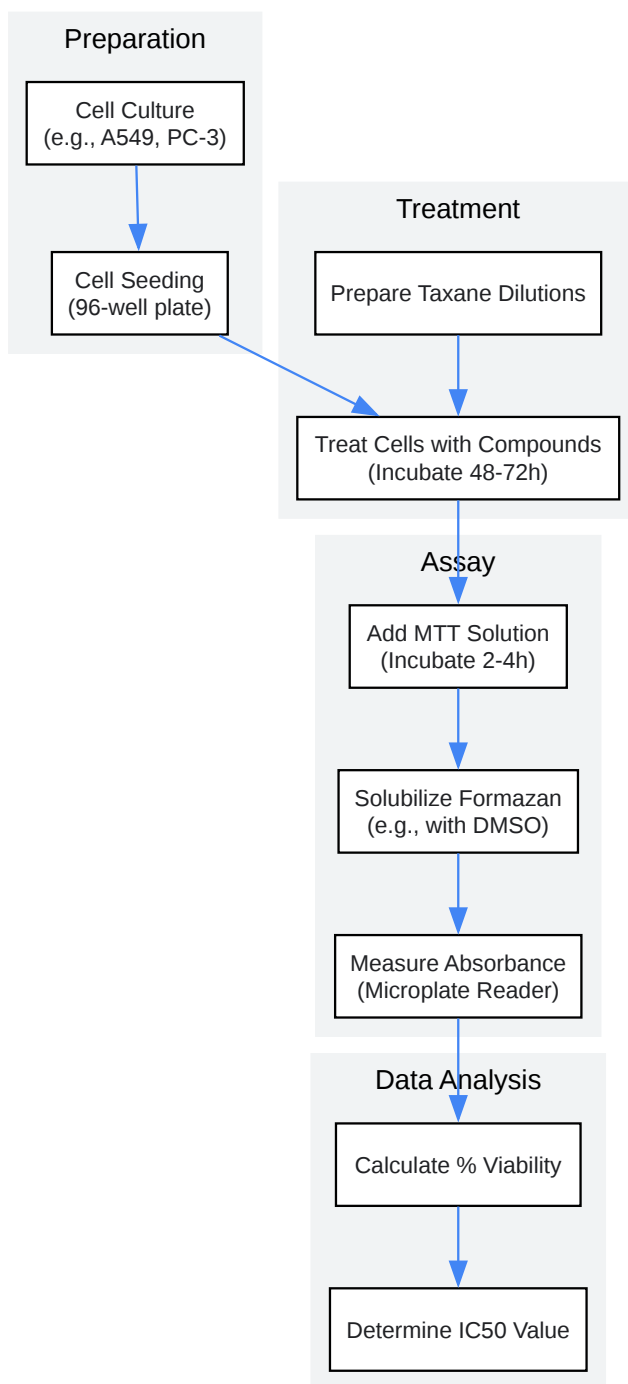 Preparation
Cell Culture
(e.g., A549, PC-3)
Cell Seeding
(96-well plate)
Treatment
Prepare Taxane Dilutions
Treat Cells with Compounds
(Incubate 48-72h)
Assay
Add MTT Solution
(Incubate 2-4h)
Solubilize Formazan
(e.g., with DMSO)
Measure Absorbance
(Microplate Reader)
Data Analysis
Calculate % Viability
Determine IC50 Value